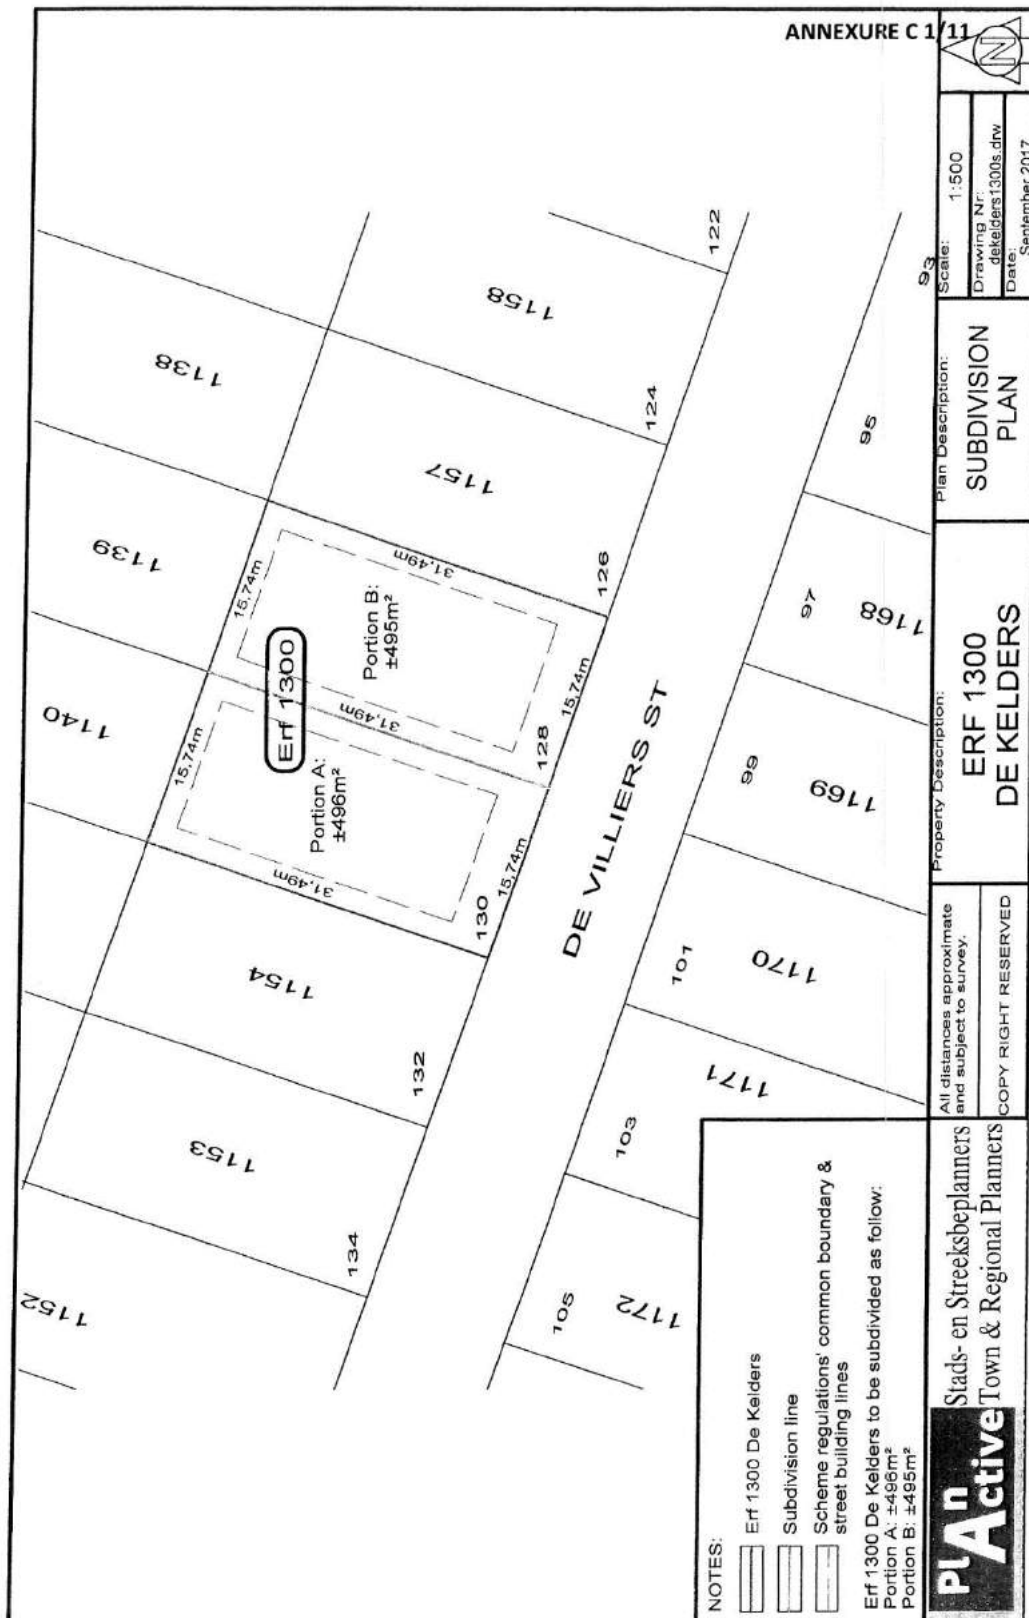 ANNEXURE C 1/11
N
1138
1139
1140
1158
1157
1154
1153
1152
122
124
126
128
130
132
134
15,74m
31,49m
15,74m
Erf 1300
Portion B:
±495m²
31,49m
15,74m
Portion A:
±496m²
31,49m
15,74m
DE VILLIERS ST
93
95
97
99
101
103
105
1168
1169
1170
1171
1172
NOTES:
Erf 1300 De Kelders
Subdivision line
Scheme regulations' common boundary &
street building lines
Erf 1300 De Kelders to be subdivided as follow:
Portion A: ±496m²
Portion B: ±495m²
Plan Active
Stads- en Streeksbeplanners
Town & Regional Planners
All distances approximate
and subject to survey.
COPY RIGHT RESERVED
Property Description:
ERF 1300
DE KELDERS
Plan Description:
SUBDIVISION
PLAN
Scale:
1:500
Drawing Nr:
dekelders1300s.drw
Date:
September 2017